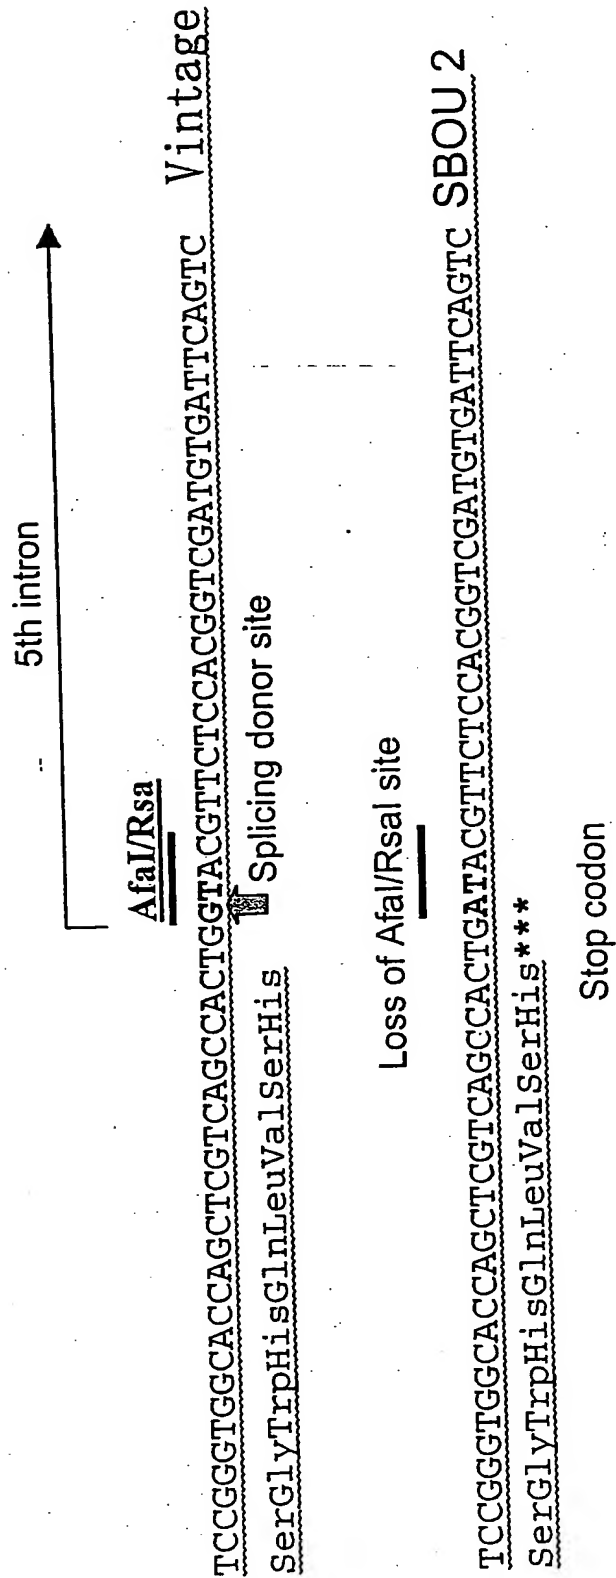 5th intron
AfaI/Rsa
TCCGGGTGGCACCAGCTCGTCAGCCACTGGTACGTTCTCCACGGTCGATGTGATTCAGTC Vintage
Splicing donor site
SerGlyTrpHisGlnLeuValSerHis
Loss of AfaI/RsaI site
TCCGGGTGGCACCAGCTCGTCAGCCACTGATACGTTCTCCACGGTCGATGTGATTCAGTC SBOU 2
SerGlyTrpHisGlnLeuValSerHis***
Stop codon